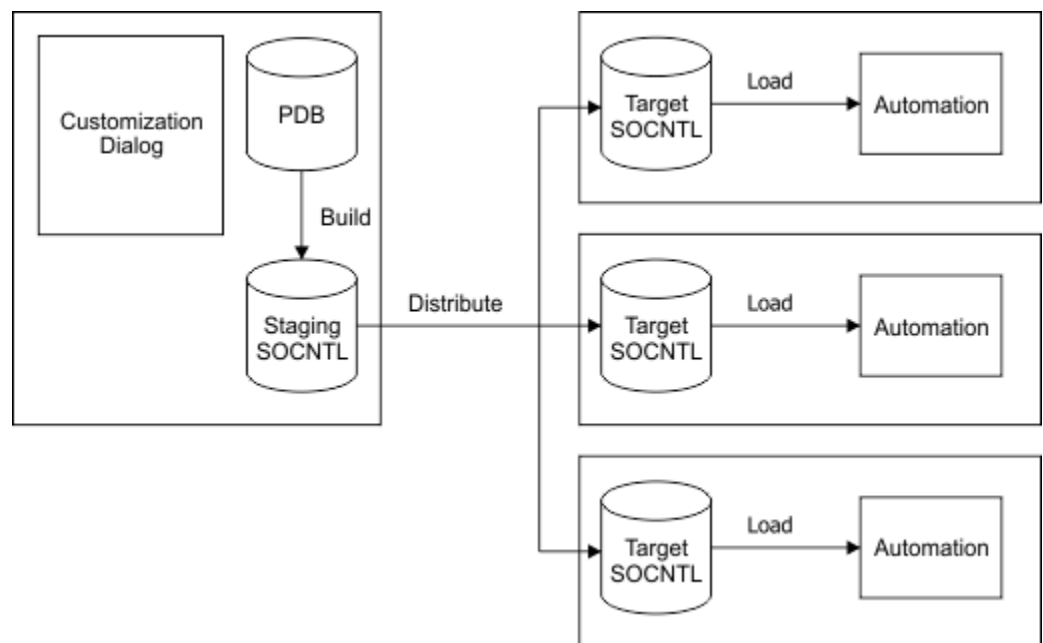 Customization
Dialog
PDB
Build
Staging
SOCNTL
Distribute
Target
SOCNTL
Load
Automation
Target
SOCNTL
Load
Automation
Target
SOCNTL
Load
Automation